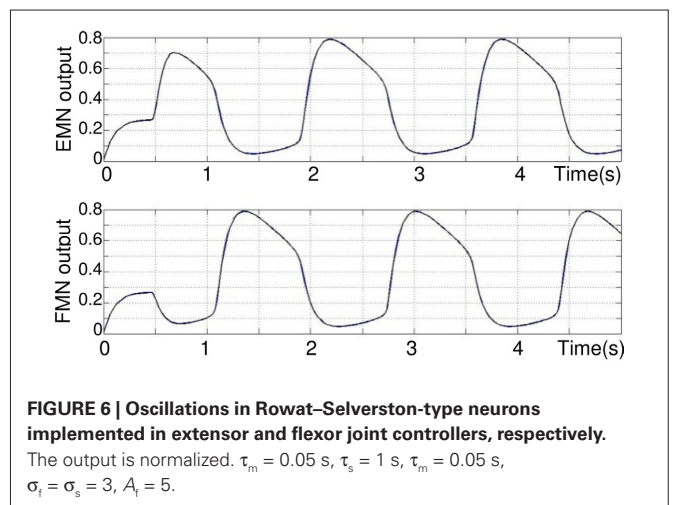 0.8
0.6
0.4
0.2
0
EMN output
0 1 2 3 4 Time(s)
0.8
0.6
0.4
0.2
0
FMN output
0 1 2 3 4 Time(s)
FIGURE 6 | Oscillations in Rowat–Selverston-type neurons
implemented in extensor and flexor joint controllers, respectively.
The output is normalized. τm = 0.05 s, τs = 1 s, τm = 0.05 s,
σf = σs = 3, Af = 5.